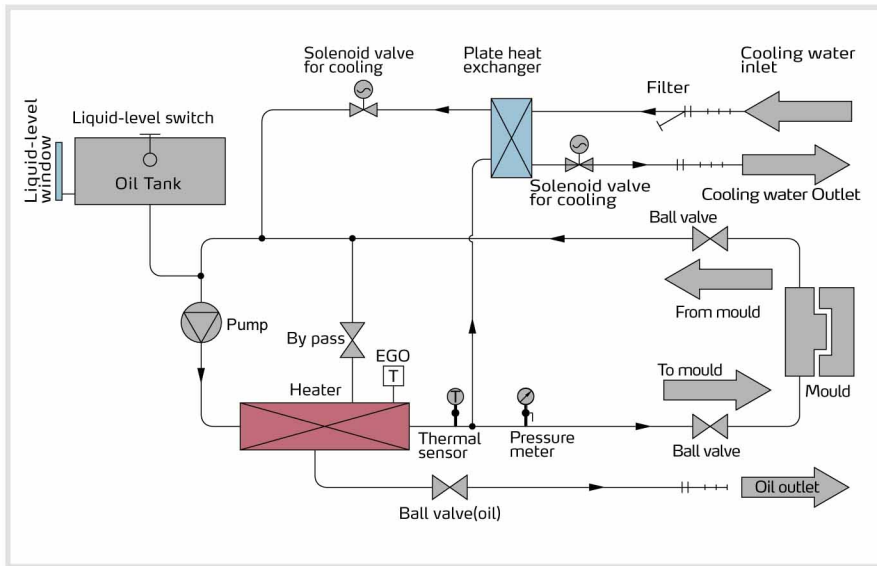 Solenoid valve
for cooling
Plate heat
exchanger
Cooling water
inlet
Filter
Liquid-level switch
Liquid-level
window
Oil Tank
Solenoid valve
for cooling
Cooling water Outlet
Ball valve
From mould
Pump
By pass
EGO
T
Heater
T
To mould
Mould
Thermal
sensor
Pressure
meter
Ball valve
Oil outlet
Ball valve(oil)